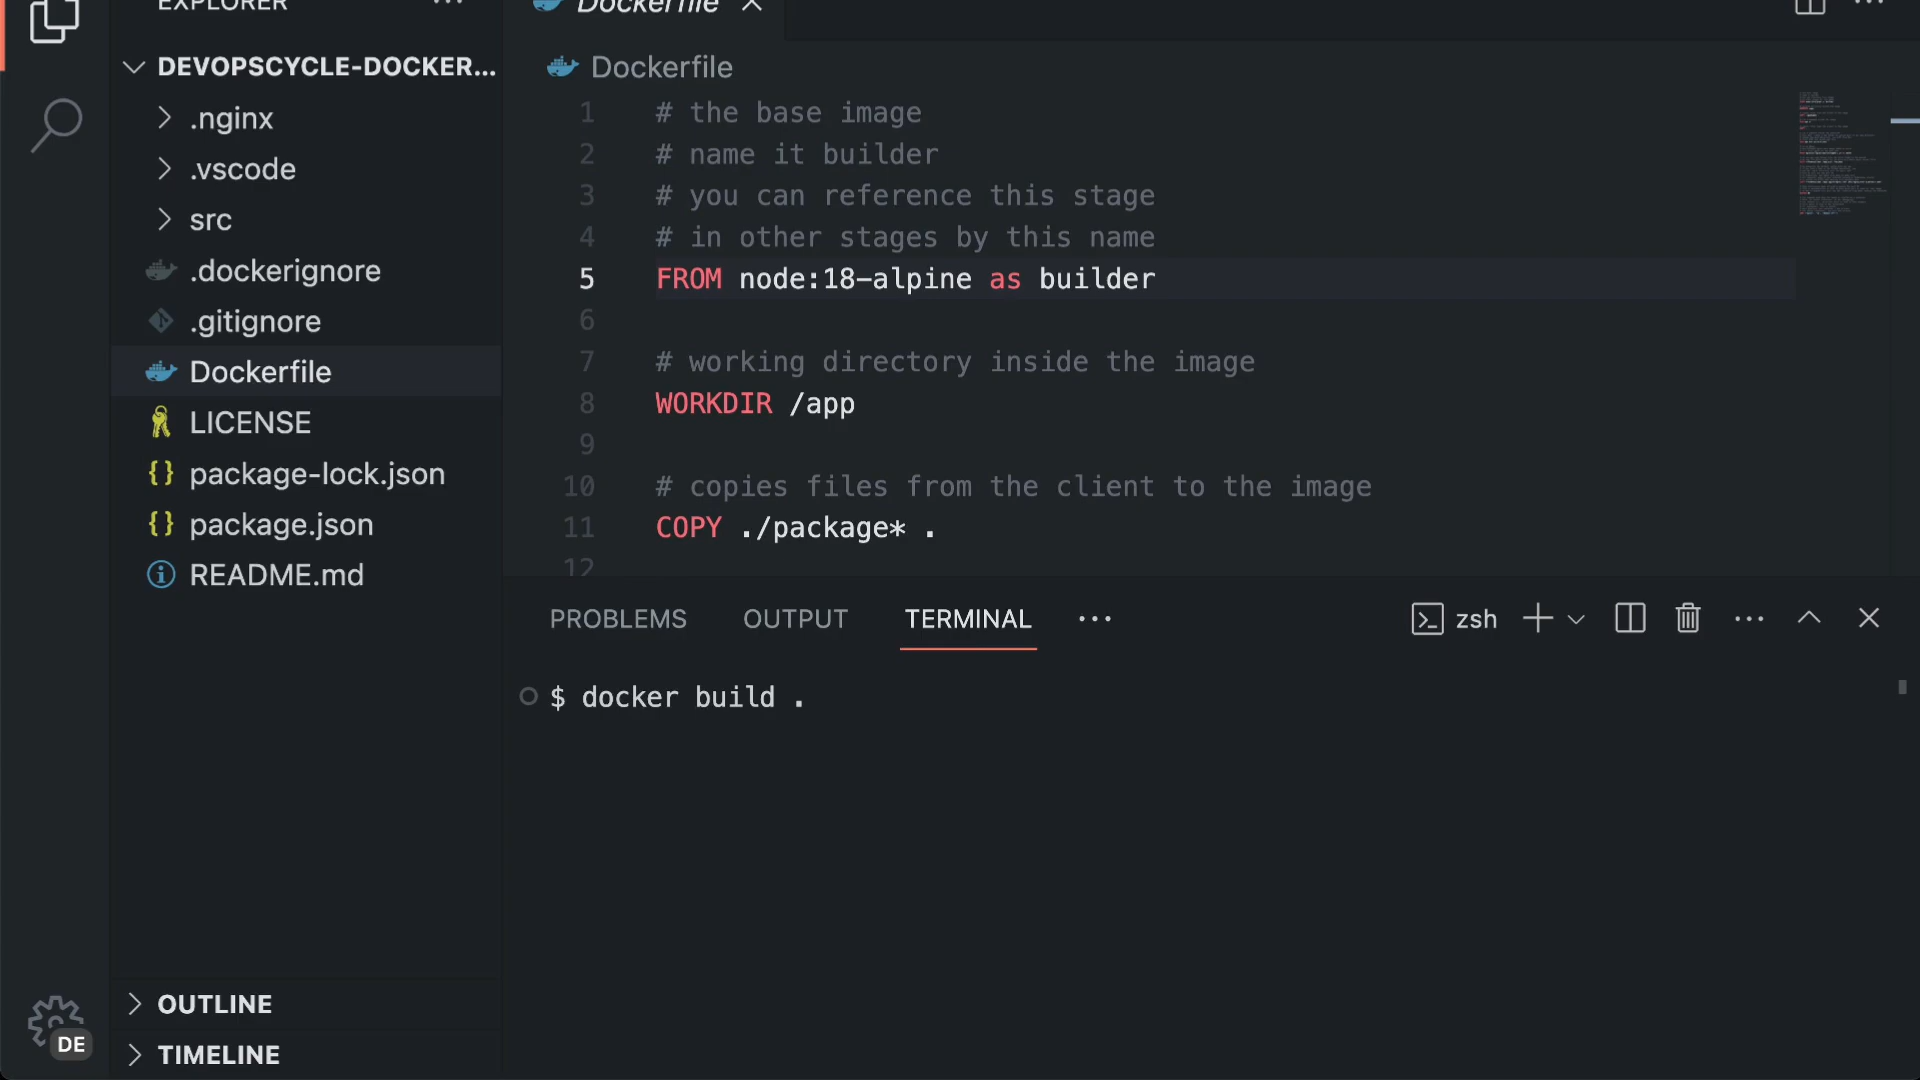 EXPLORER
DEVOPSCYCLE-DOCKER...
.nginx
.vscode
src
.dockerignore
.gitignore
Dockerfile
LICENSE
package-lock.json
package.json
README.md
OUTLINE
TIMELINE
DE
Dockerfile
Dockerfile
1 # the base image
2 # name it builder
3 # you can reference this stage
4 # in other stages by this name
5 FROM node:18-alpine as builder
6
7 # working directory inside the image
8 WORKDIR /app
9
10 # copies files from the client to the image
11 COPY ./package* .
12
PROBLEMS OUTPUT TERMINAL ... zsh
$ docker build .